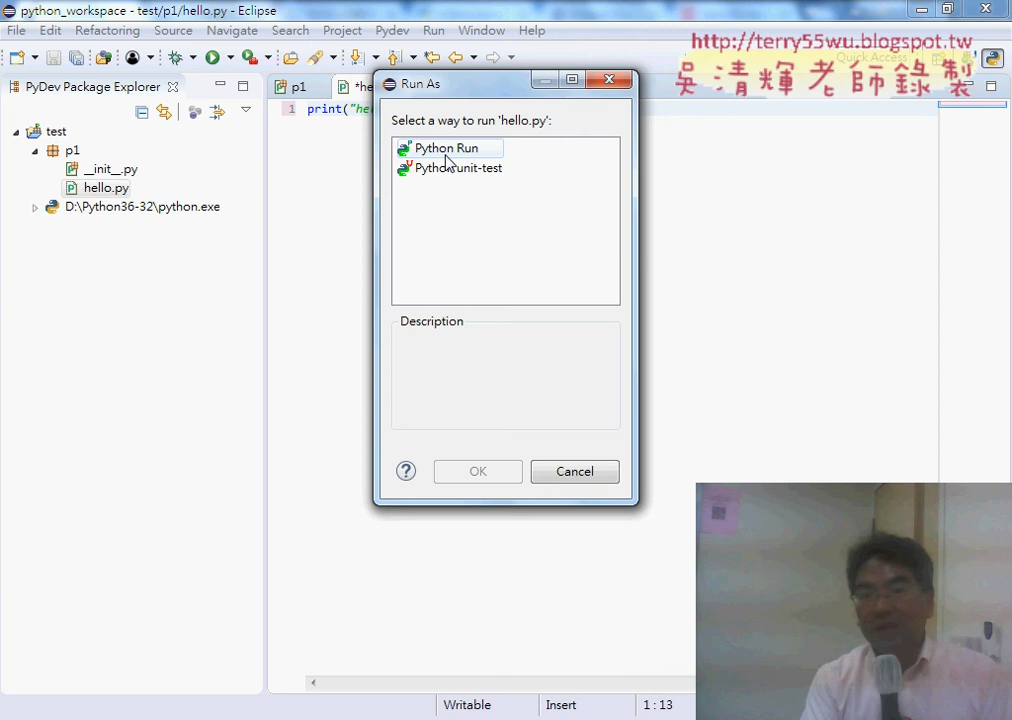 python_workspace - test/p1/hello.py - Eclipse
File Edit Refactoring Source Navigate Search Project Pydev Run Window Help
http://terry55wu.blogspot.tw
Quick Access
吳清輝老師錄製
PyDev Package Explorer
p1
Run As
1 print("he
Select a way to run 'hello.py':
test
p1
__init__.py
hello.py
D:\Python36-32\python.exe
Python Run
Python unit-test
Description
OK
Cancel
Writable
Insert
1 : 13